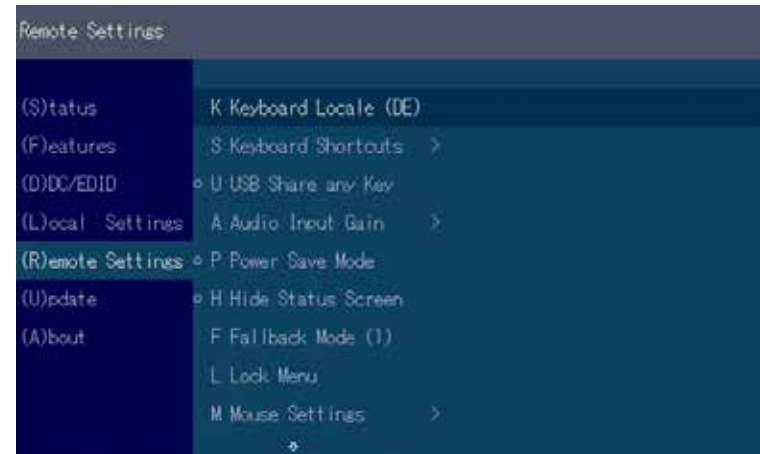 Remote Settings
(S)tatus
(F)eatures
(D)DC/EDID
(L)ocal Settings
(R)emote Settings
(U)pdate
(A)bout
K Keyboard Locale (DE)
S Keyboard Shortcuts >
U USB Share any Key
A Audio Input Gain >
P Power Save Mode
H Hide Status Screen
F Fallback Mode (1)
L Lock Menu
M Mouse Settings >